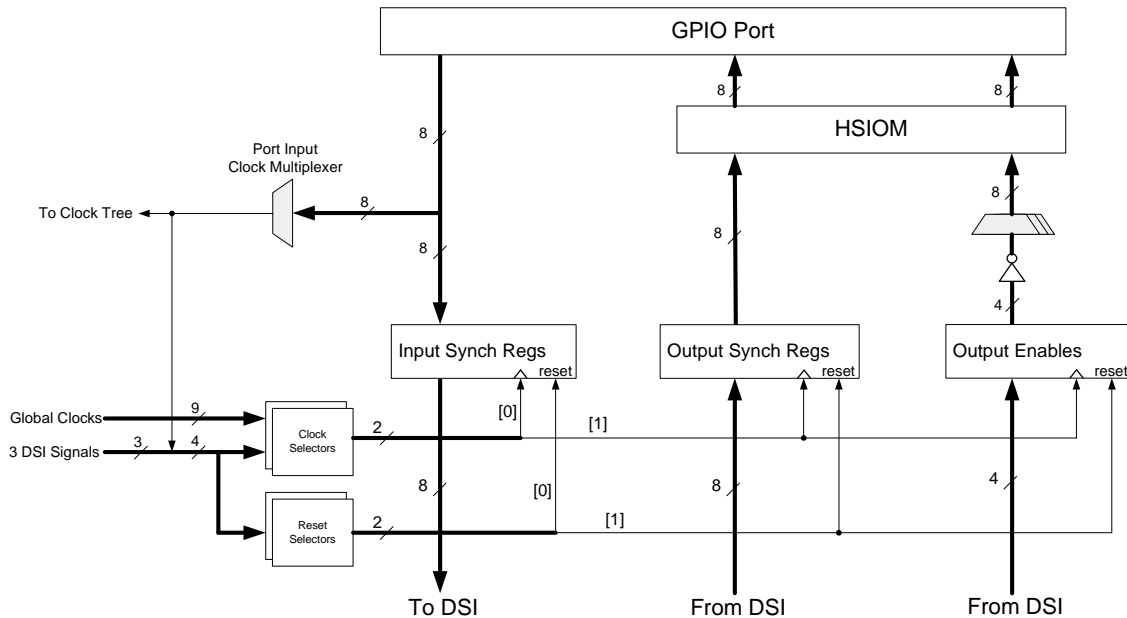 GPIO Port
8
8
HSIOM
8
Port Input
Clock Multiplexer
8
To Clock Tree
8
8
8
4
Input Synch Regs
reset
Output Synch Regs
reset
Output Enables
reset
Global Clocks
9
[0]
Clock
Selectors
2
[1]
3 DSI Signals
3
4
8
[0]
8
4
Reset
Selectors
2
[1]
To DSI
From DSI
From DSI